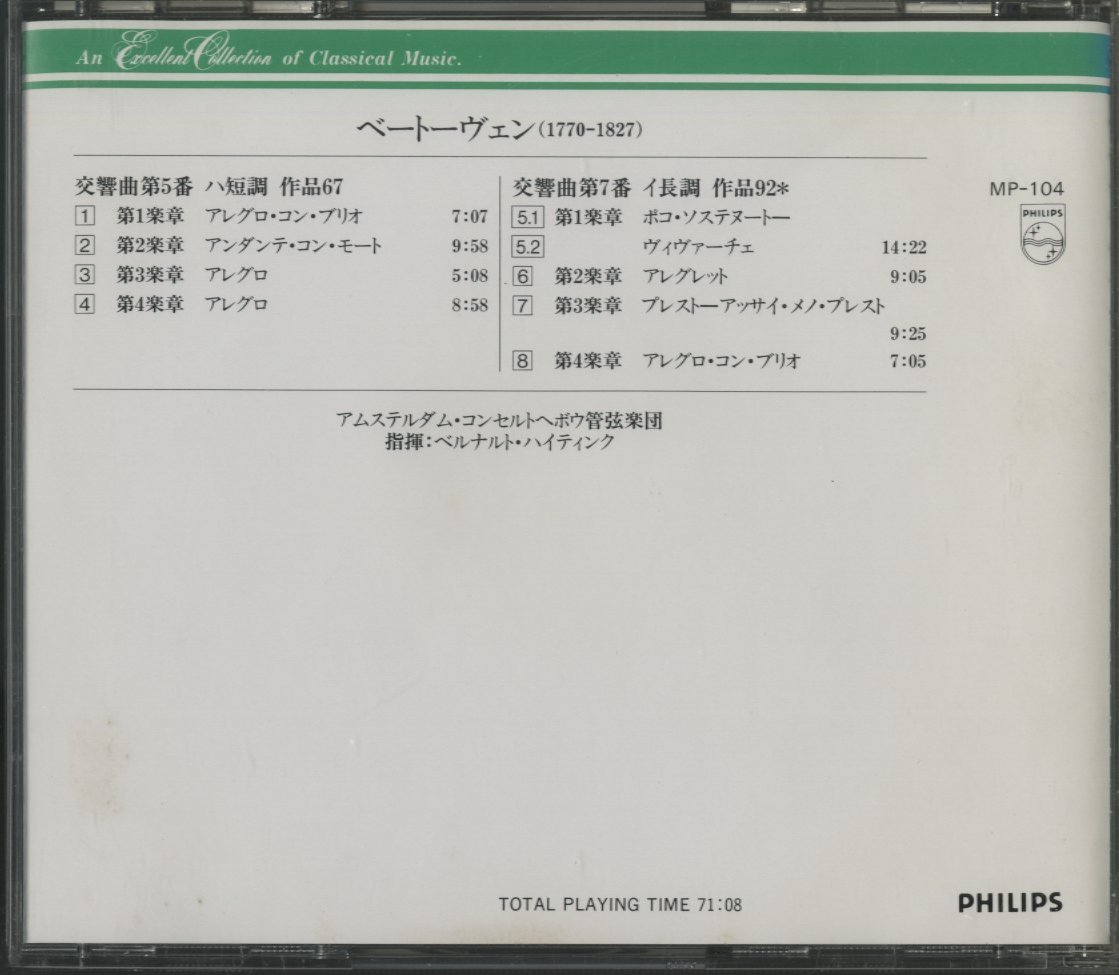 An Excellent Collection of Classical Music.
ベートーヴェン(1770-1827)
交響曲第5番 ハ短調 作品67
1 第1楽章 アレグロ・コン・ブリオ 7:07
2 第2楽章 アンダンテ・コン・モート 9:58
3 第3楽章 アレグロ 5:08
4 第4楽章 アレグロ 8:58
交響曲第7番 イ長調 作品92*
5.1 第1楽章 ポコ・ソステヌートー
5.2 ヴィヴァーチェ 14:22
6 第2楽章 アレグレット 9:05
7 第3楽章 プレストーアッサイ・メノ・プレスト
9:25
8 第4楽章 アレグロ・コン・ブリオ 7:05
MP-104
PHILIPS
アムステルダム・コンセルトヘボウ管弦楽団
指揮:ベルナルト・ハイティンク
TOTAL PLAYING TIME 71:08
PHILIPS